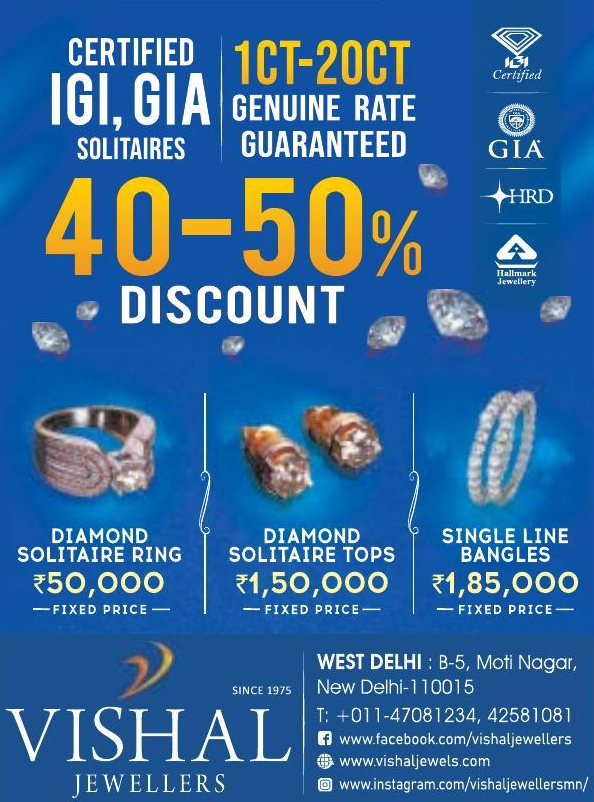 CERTIFIED
IGI, GIA
SOLITAIRES
1CT-20CT
GENUINE RATE
GUARANTEED
40-50%
DISCOUNT
IGI
Certified
GIA
HRD
Hallmark
Jewellery
DIAMOND
SOLITAIRE RING
₹50,000
FIXED PRICE
DIAMOND
SOLITAIRE TOPS
₹1,50,000
FIXED PRICE
SINGLE LINE
BANGLES
₹1,85,000
FIXED PRICE
SINCE 1975
VISHAL
JEWELLERS
WEST DELHI : B-5, Moti Nagar,
New Delhi-110015
T: +011-47081234, 42581081
www.facebook.com/vishaljewellers
www.vishaljewels.com
www.instagram.com/vishaljewellersmn/